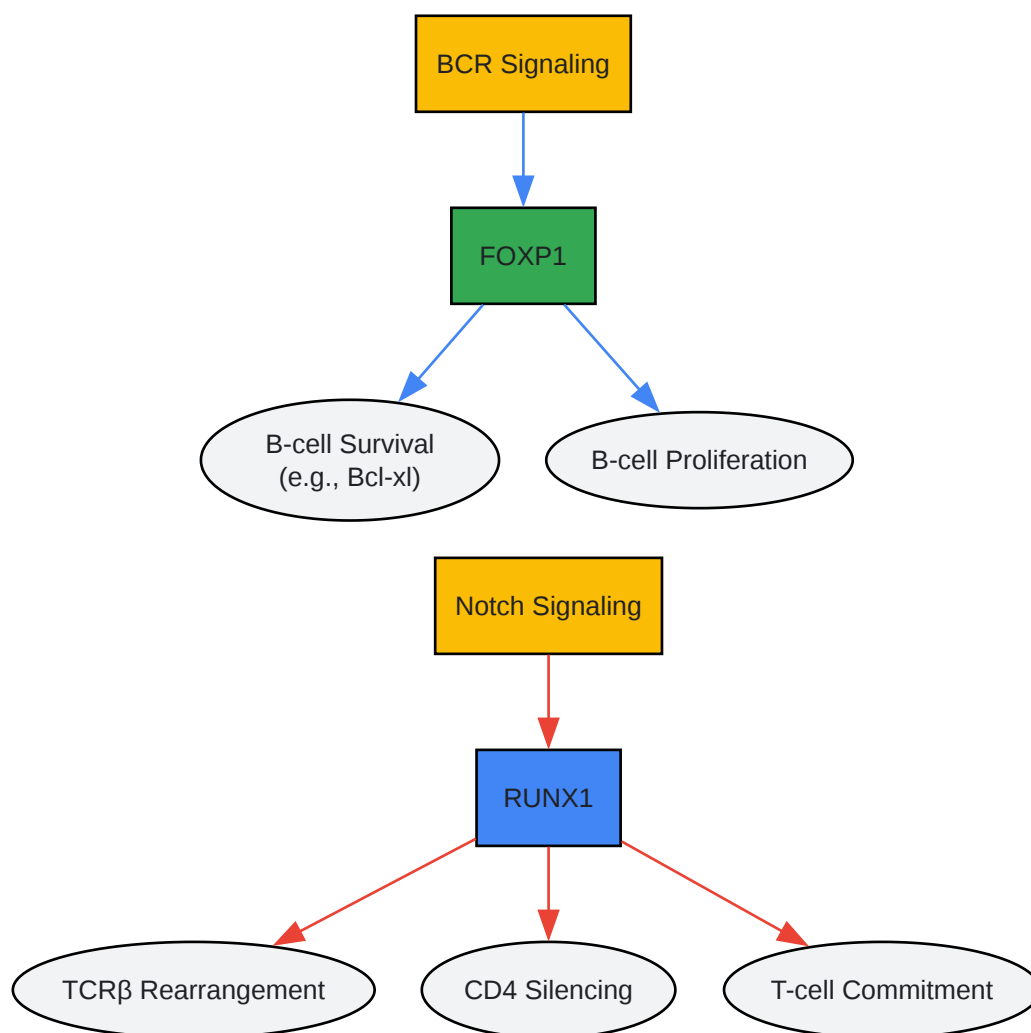 BCR Signaling
FOXP1
B-cell Survival
(e.g., Bcl-xl)
B-cell Proliferation
Notch Signaling
RUNX1
TCRβ Rearrangement
CD4 Silencing
T-cell Commitment